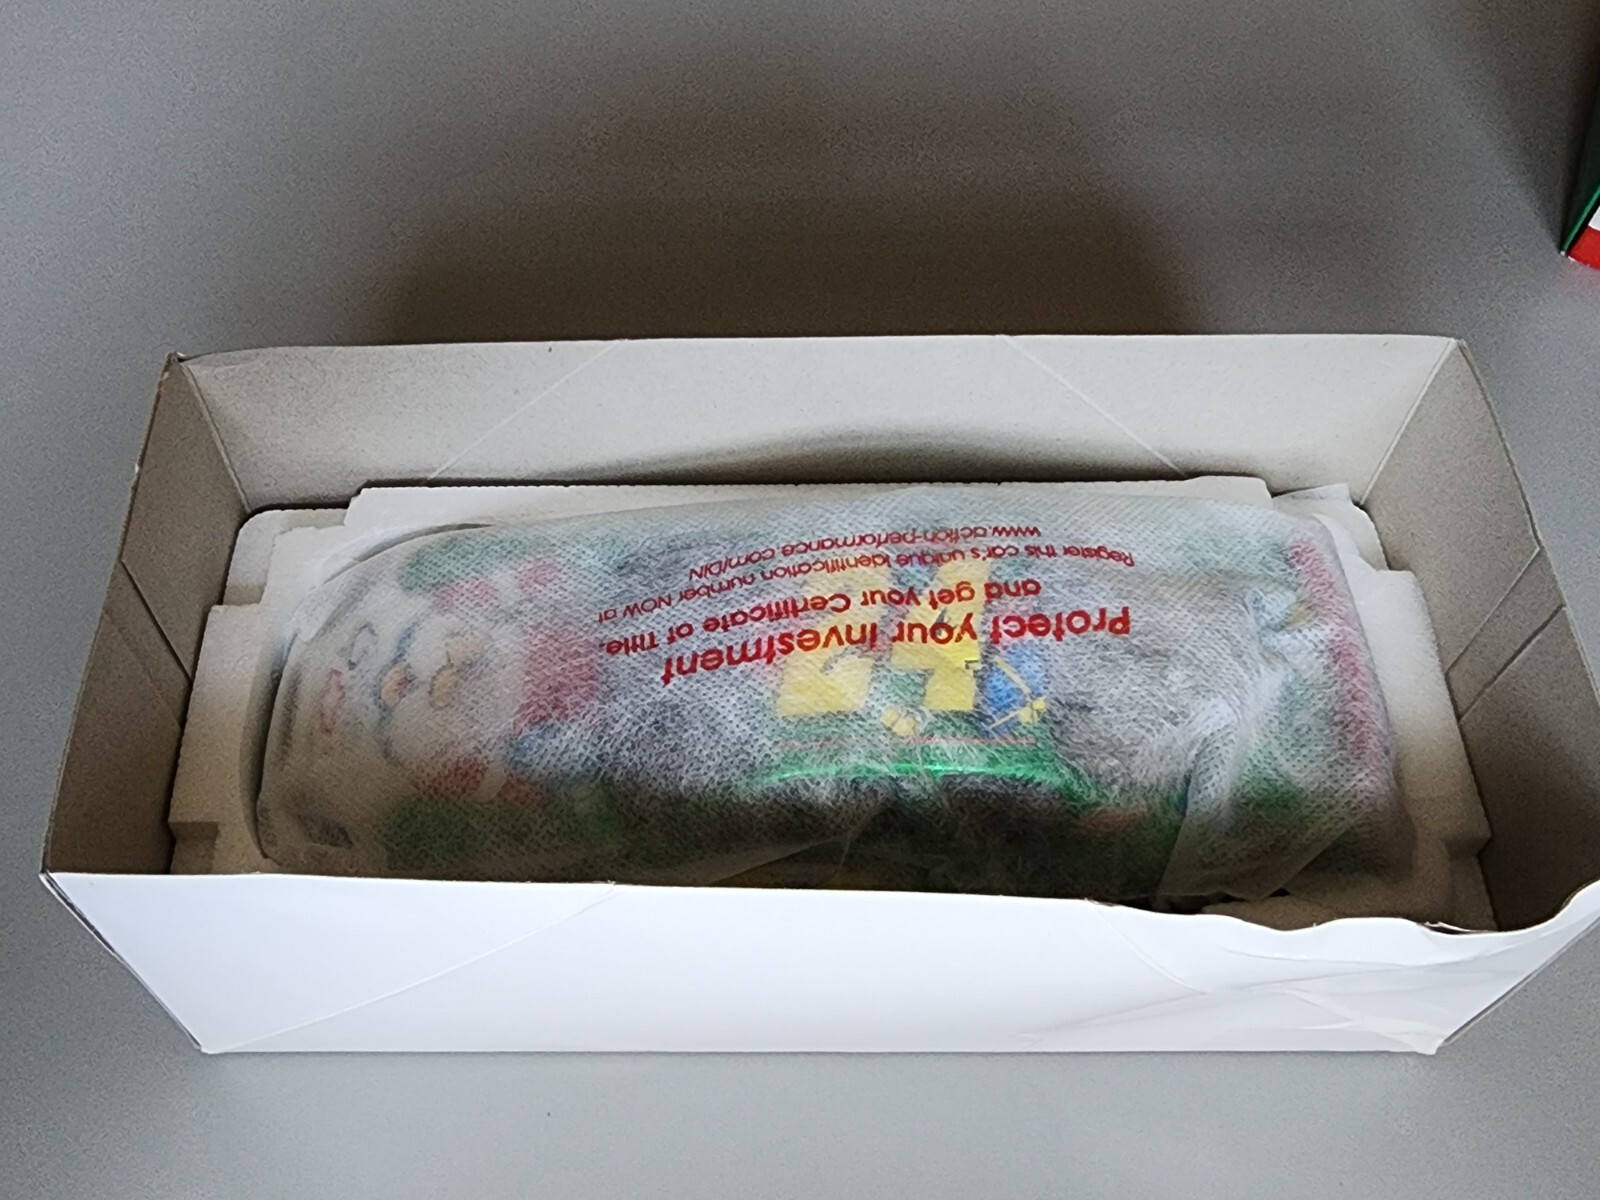 Protect your investment
and get your Certificate of Title.
Register this car's unique identification number NOW at
www.action-performance.com/DIN
24